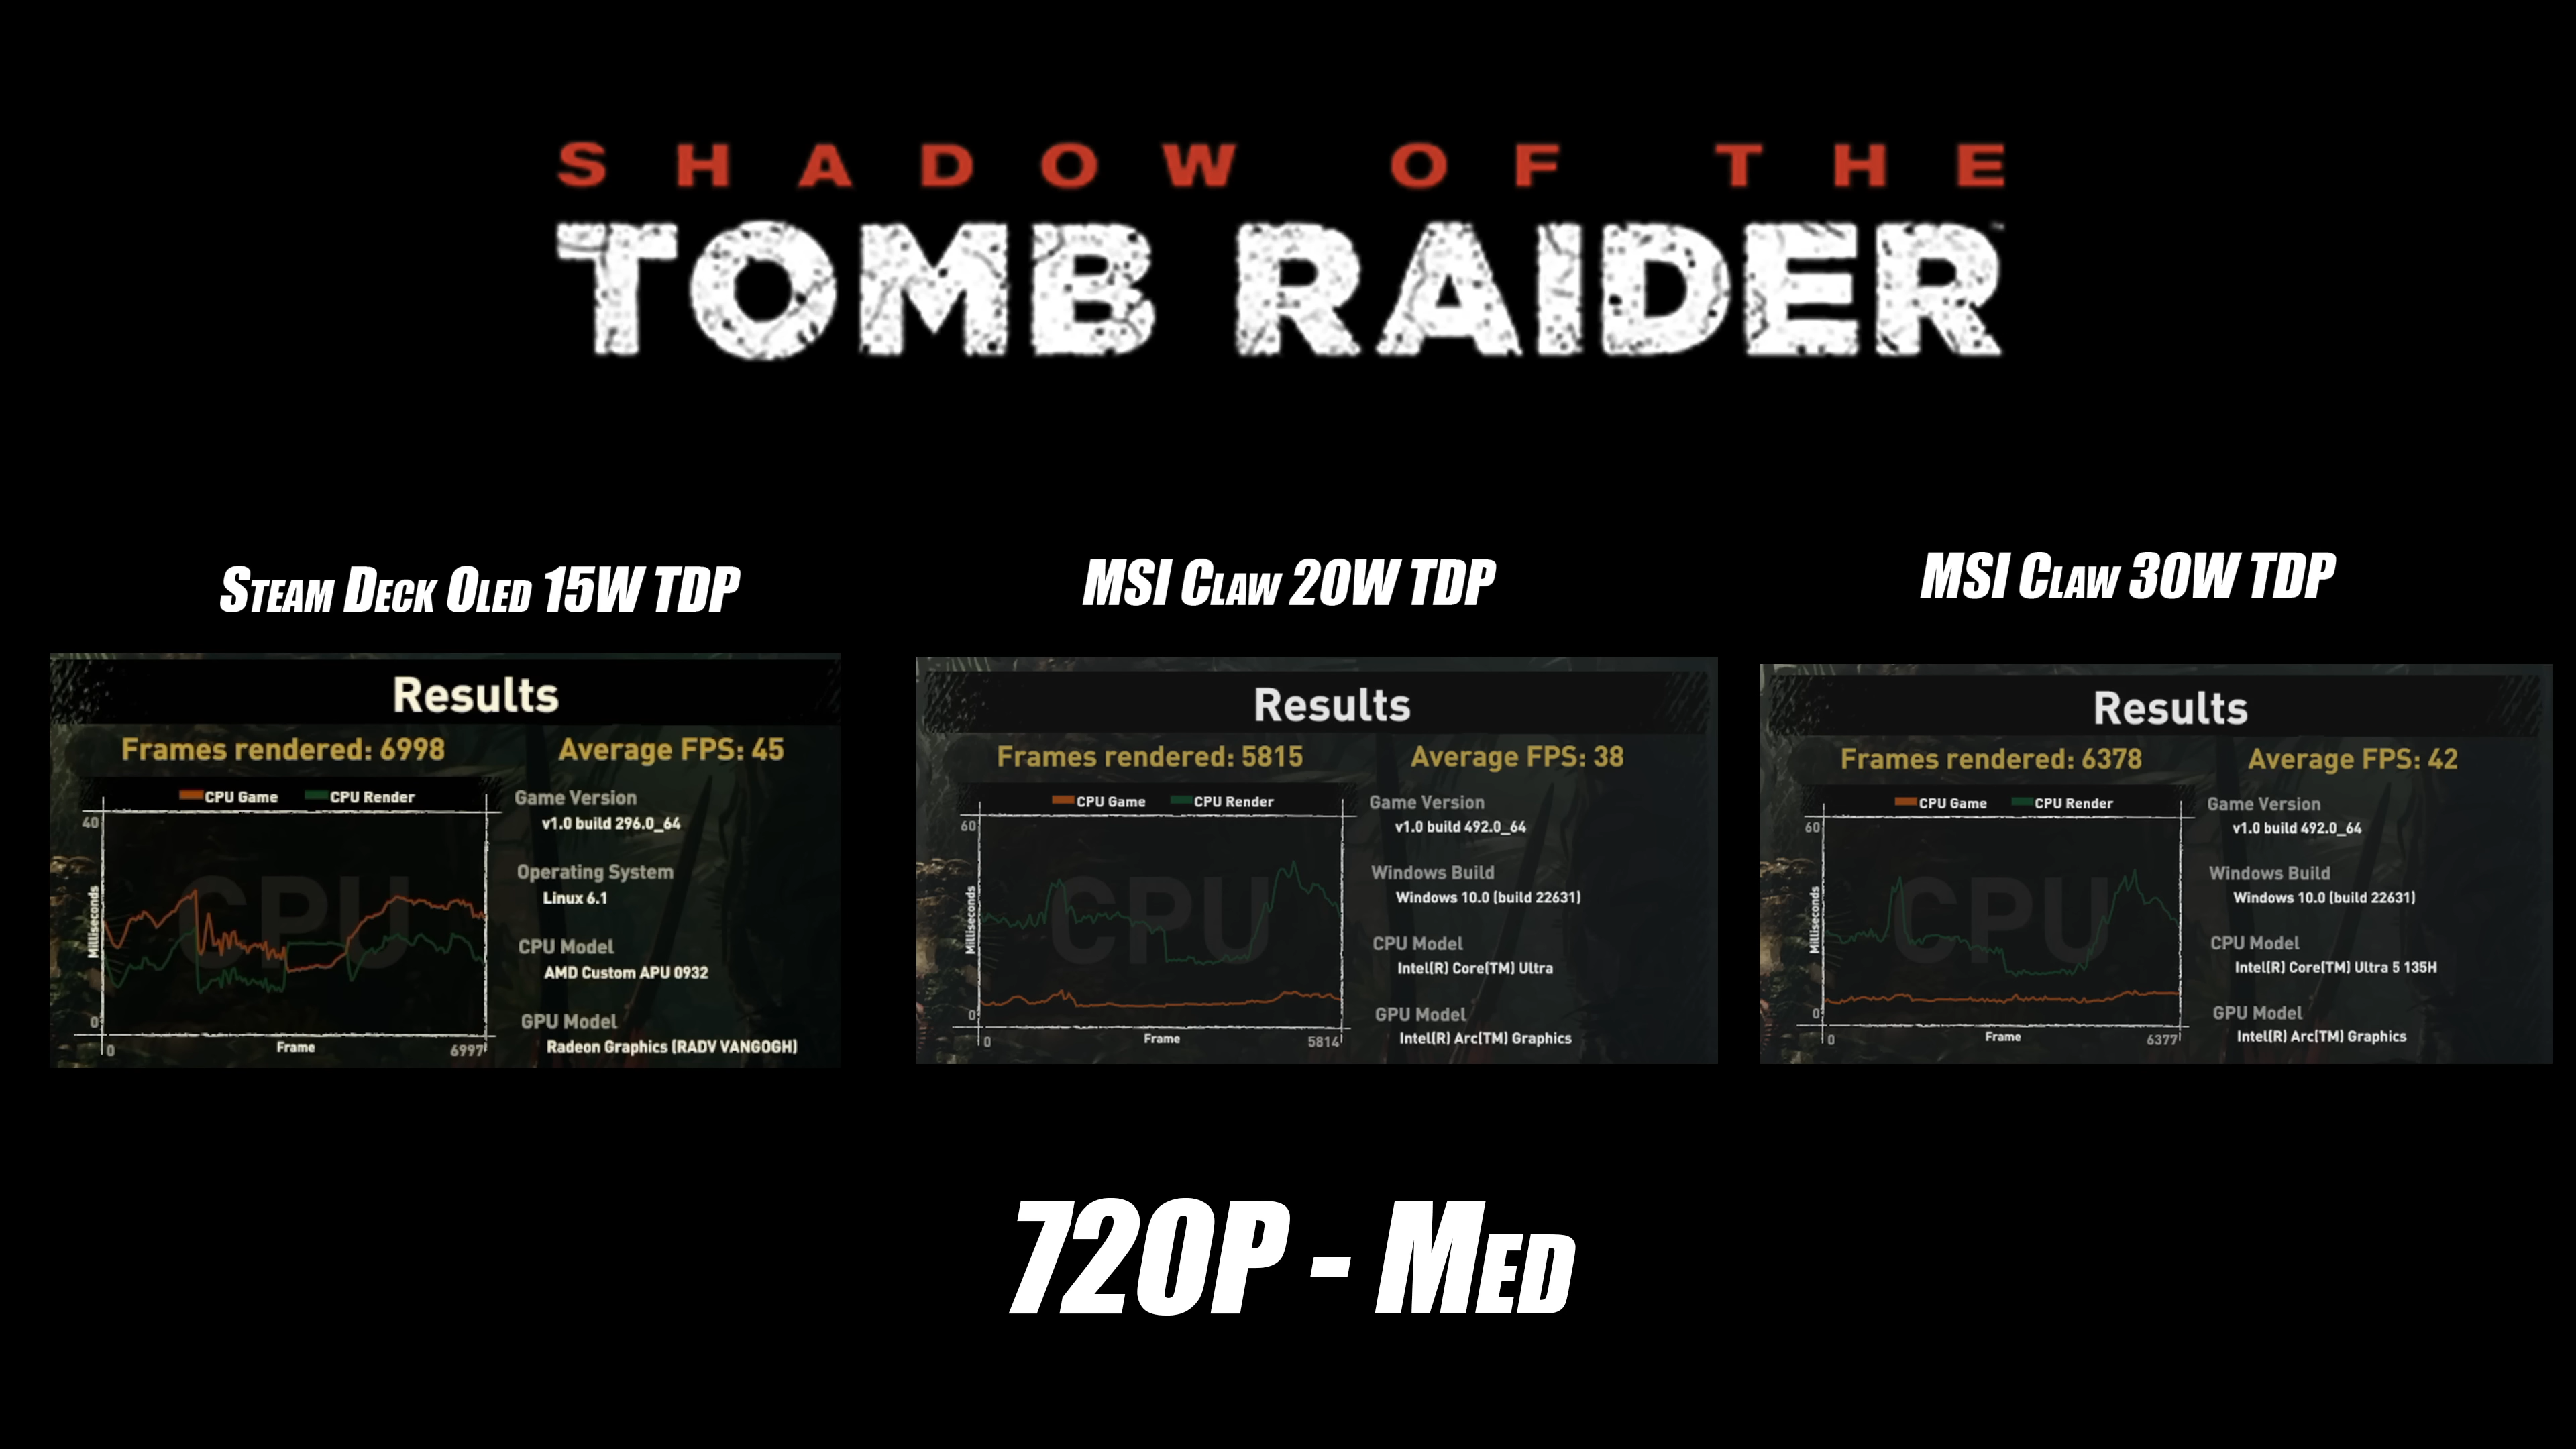 SHADOW OF THE
TOMB RAIDER
STEAM DECK OLED 15W TDP
MSI CLAW 20W TDP
MSI CLAW 30W TDP
Results
Frames rendered: 6998
Average FPS: 45
CPU Game
CPU Render
40
CPU
Milliseconds
0
0
Frame
6997
Game Version
v1.0 build 296.0_64
Operating System
Linux 6.1
CPU Model
AMD Custom APU 0932
GPU Model
Radeon Graphics (RADV VANGOGH)
Results
Frames rendered: 5815
Average FPS: 38
CPU Game
CPU Render
60
CPU
Milliseconds
0
0
Frame
5814
Game Version
v1.0 build 492.0_64
Windows Build
Windows 10.0 (build 22631)
CPU Model
Intel(R) Core(TM) Ultra
GPU Model
Intel(R) Arc(TM) Graphics
Results
Frames rendered: 6378
Average FPS: 42
CPU Game
CPU Render
60
CPU
Milliseconds
0
0
Frame
6377
Game Version
v1.0 build 492.0_64
Windows Build
Windows 10.0 (build 22631)
CPU Model
Intel(R) Core(TM) Ultra 5 135H
GPU Model
Intel(R) Arc(TM) Graphics
720P - MED